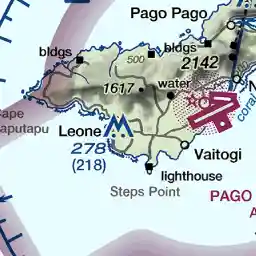 Pago Pago
bldgs
bldgs
500
2142
1617
water
N
Cape
aputapu
coral
Leone
278
(218)
Vaitogi
lighthouse
Steps Point
PAGO
A